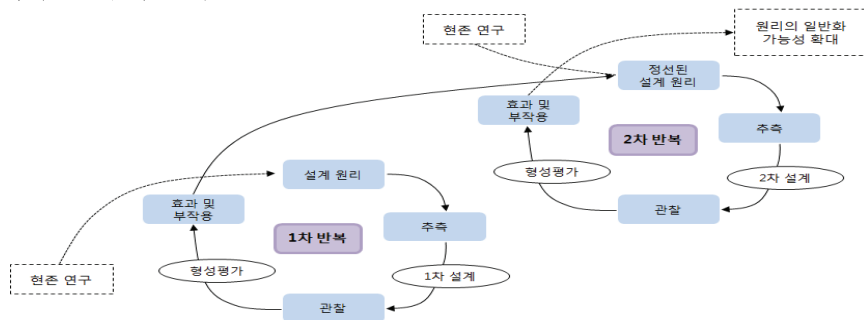 현존 연구
원리의 일반화
가능성 확대
정선된
설계 원리
효과 및
부작용
추측
2차 반복
형성평가
2차 설계
관찰
설계 원리
효과 및
부작용
추측
1차 반복
형성평가
1차 설계
현존 연구
관찰